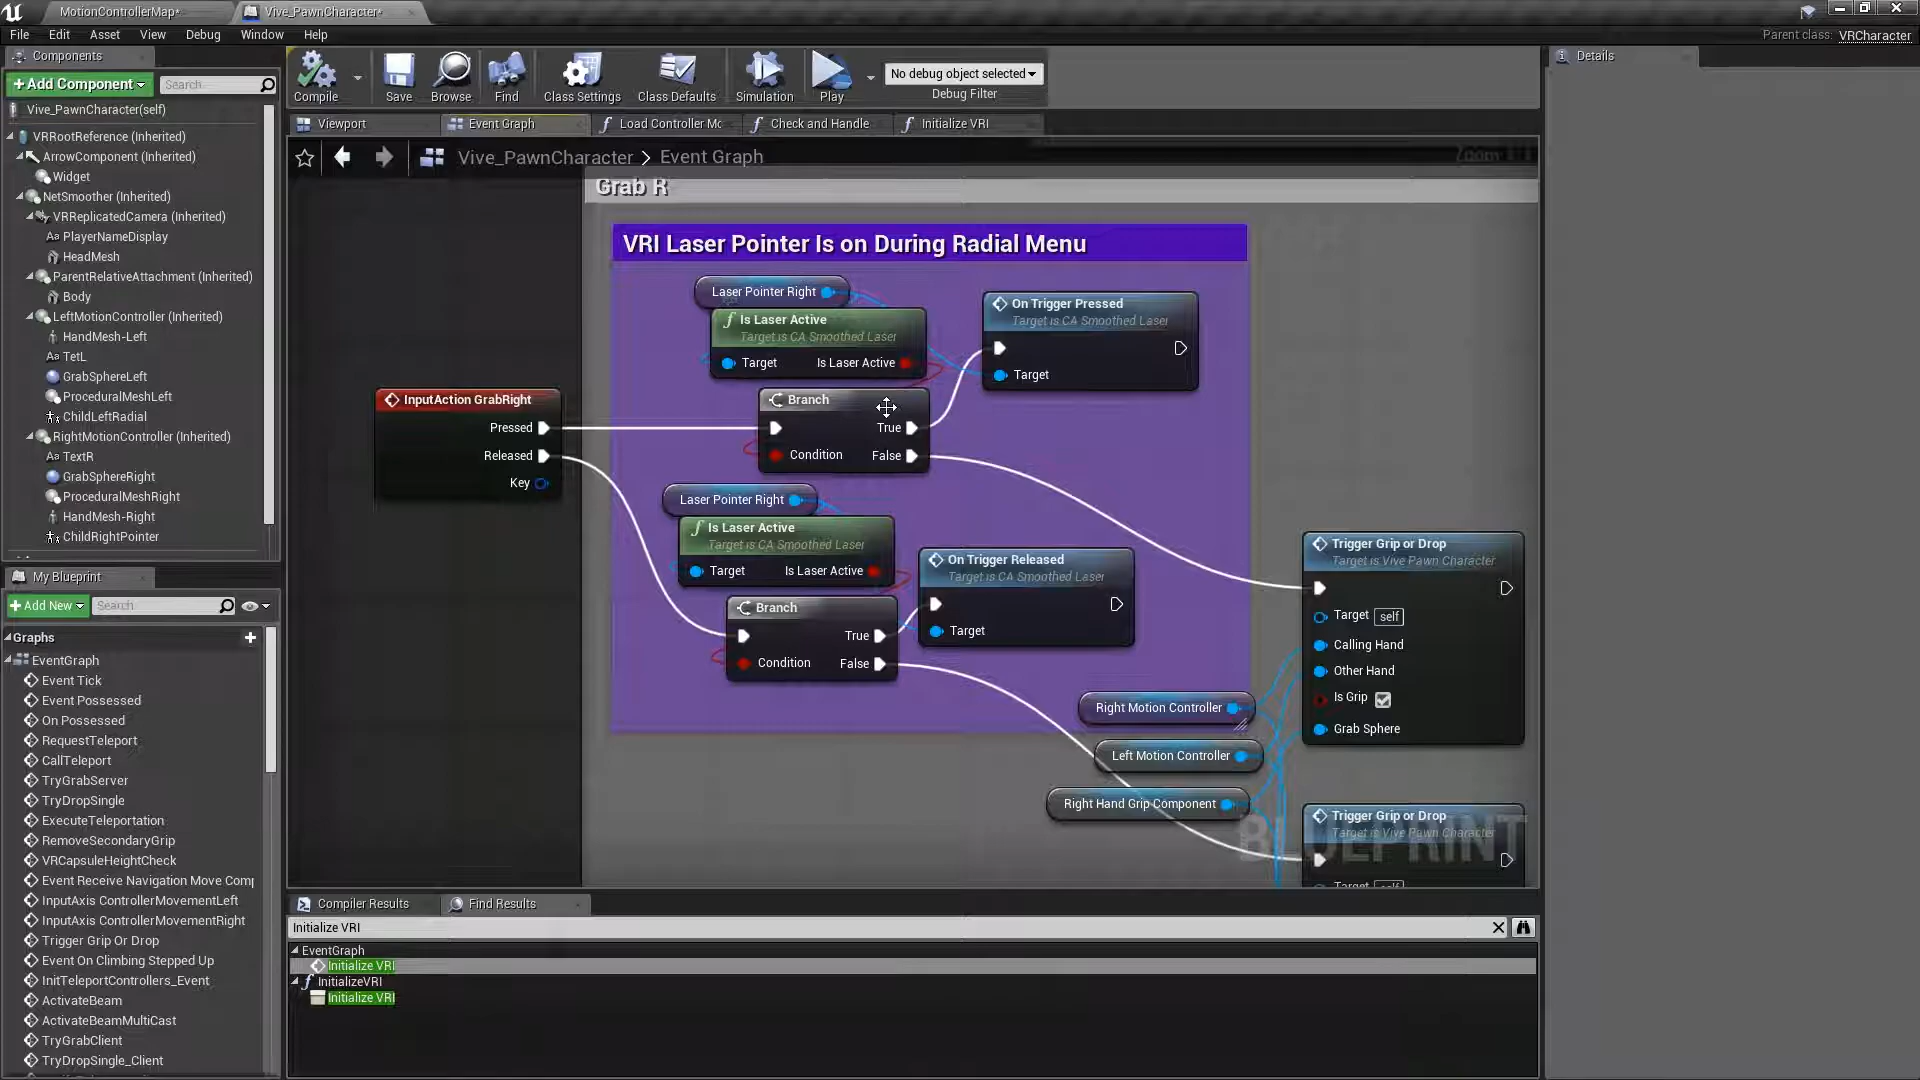 MotionControllerMap*
Vive_PawnCharacter*
File
Edit
Asset
View
Debug
Window
Help
Parent class:
VRCharacter
Components
+ Add Component
Search
Vive_PawnCharacter(self)
VRRootReference (Inherited)
ArrowComponent (Inherited)
Widget
NetSmoother (Inherited)
VRReplicatedCamera (Inherited)
PlayerNameDisplay
HeadMesh
ParentRelativeAttachment (Inherited)
Body
LeftMotionController (Inherited)
HandMesh-Left
TetL
GrabSphereLeft
ProceduralMeshLeft
ChildLeftRadial
RightMotionController (Inherited)
TextR
GrabSphereRight
ProceduralMeshRight
HandMesh-Right
ChildRightPointer
My Blueprint
+ Add New
Search
Graphs
EventGraph
Event Tick
Event Possessed
On Possessed
RequestTeleport
CallTeleport
TryGrabServer
TryDropSingle
ExecuteTeleportation
RemoveSecondaryGrip
VRCapsuleHeightCheck
Event Receive Navigation Move Comp
InputAxis ControllerMovementLeft
InputAxis ControllerMovementRight
Trigger Grip Or Drop
Event On Climbing Stepped Up
InitTeleportControllers_Event
ActivateBeam
ActivateBeamMultiCast
TryGrabClient
TryDropSingle_Client
Compile
Save
Browse
Find
Class Settings
Class Defaults
Simulation
Play
No debug object selected
Debug Filter
Viewport
Event Graph
Load Controller Mc
Check and Handle
Initialize VRI
Vive_PawnCharacter > Event Graph
Grab R
VRI Laser Pointer Is on During Radial Menu
Laser Pointer Right
Is Laser Active
Target is CA Smoothed Laser
Target
Is Laser Active
On Trigger Pressed
Target is CA Smoothed Laser
Target
InputAction GrabRight
Pressed
Released
Key
Branch
True
Condition
False
Laser Pointer Right
Is Laser Active
Target is CA Smoothed Laser
Target
Is Laser Active
On Trigger Released
Target is CA Smoothed Laser
Target
Branch
True
Condition
False
Trigger Grip or Drop
Target is Vive Pawn Character
Target self
Calling Hand
Other Hand
Is Grip
Grab Sphere
Right Motion Controller
Left Motion Controller
Right Hand Grip Component
Trigger Grip or Drop
Target is Vive Pawn Character
Target self
BLUEPRINT
Compiler Results
Find Results
Initialize VRI
EventGraph
Initialize VRI
InitializeVRI
Initialize VRI
Details